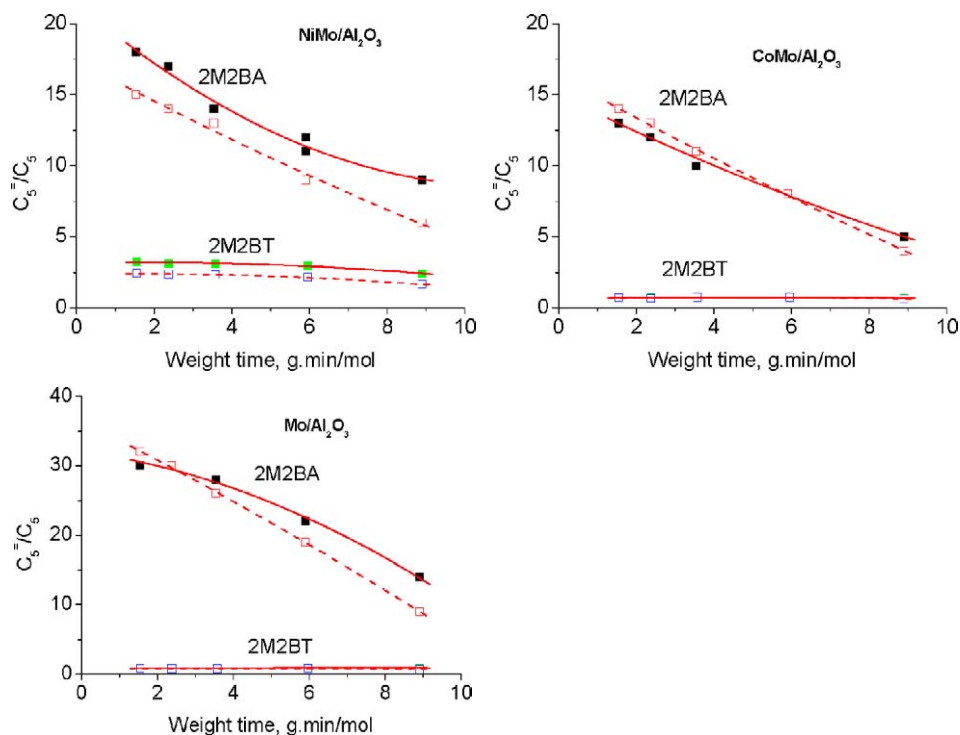 NiMo/Al₂O₃
20
15
10
5
0
C₅⁼/C₅
2M2BA
2M2BT
0 2 4 6 8 10
Weight time, g.min/mol
CoMo/Al₂O₃
20
15
10
5
0
C₅⁼/C₅
2M2BA
2M2BT
0 2 4 6 8 10
Weight time, g.min/mol
Mo/Al₂O₃
40
30
20
10
0
C₅⁼/C₅
2M2BA
2M2BT
0 2 4 6 8 10
Weight time, g.min/mol